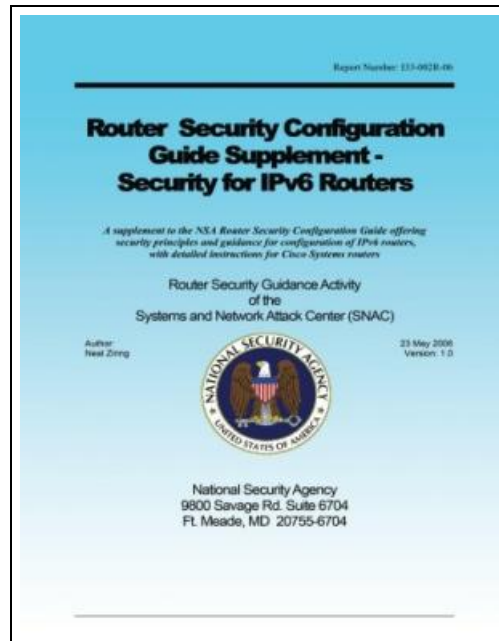 Report Number: I33-002R-06
Router Security Configuration
Guide Supplement -
Security for IPv6 Routers
A supplement to the NSA Router Security Configuration Guide offering
security principles and guidance for configuration of IPv6 routers,
with detailed instructions for Cisco Systems routers
Router Security Guidance Activity
of the
Systems and Network Attack Center (SNAC)
Author:
Neal Ziring
23 May 2006
Version: 1.0
NATIONAL SECURITY AGENCY
UNITED STATES OF AMERICA
National Security Agency
9800 Savage Rd. Suite 6704
Ft. Meade, MD 20755-6704